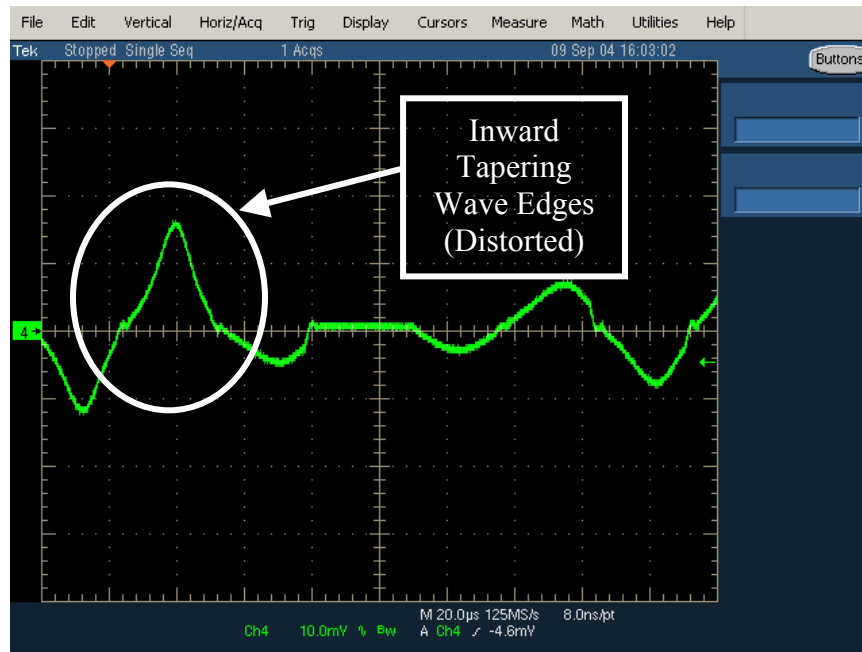 File Edit Vertical Horiz/Acq Trig Display Cursors Measure Math Utilities Help
Tek Stopped Single Seq 1 Acqs 09 Sep 04 16:03:02
Buttons
Inward
Tapering
Wave Edges
(Distorted)
4
M 20.0µs 125MS/s 8.0ns/pt
Ch4 10.0mV ∿ Bw A Ch4 ∕ -4.6mV